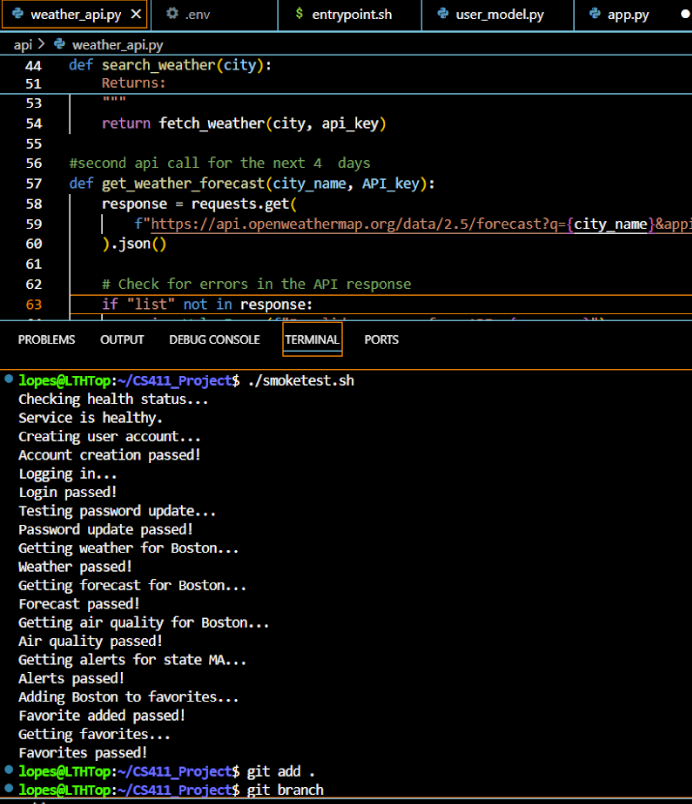 weather_api.py × .env $ entrypoint.sh user_model.py app.py ●
api > weather_api.py
44 def search_weather(city):
51 Returns:
53 """
54 return fetch_weather(city, api_key)
55
56 #second api call for the next 4  days
57 def get_weather_forecast(city_name, API_key):
58 response = requests.get(
59 f"https://api.openweathermap.org/data/2.5/forecast?q={city_name}&appi
60 ).json()
61
62 # Check for errors in the API response
63 if "list" not in response:
PROBLEMS OUTPUT DEBUG CONSOLE TERMINAL PORTS
lopes@LTHTop:~/CS411_Project$ ./smoketest.sh
Checking health status...
Service is healthy.
Creating user account...
Account creation passed!
Logging in...
Login passed!
Testing password update...
Password update passed!
Getting weather for Boston...
Weather passed!
Getting forecast for Boston...
Forecast passed!
Getting air quality for Boston...
Air quality passed!
Getting alerts for state MA...
Alerts passed!
Adding Boston to favorites...
Favorite added passed!
Getting favorites...
Favorites passed!
lopes@LTHTop:~/CS411_Project$ git add .
lopes@LTHTop:~/CS411_Project$ git branch